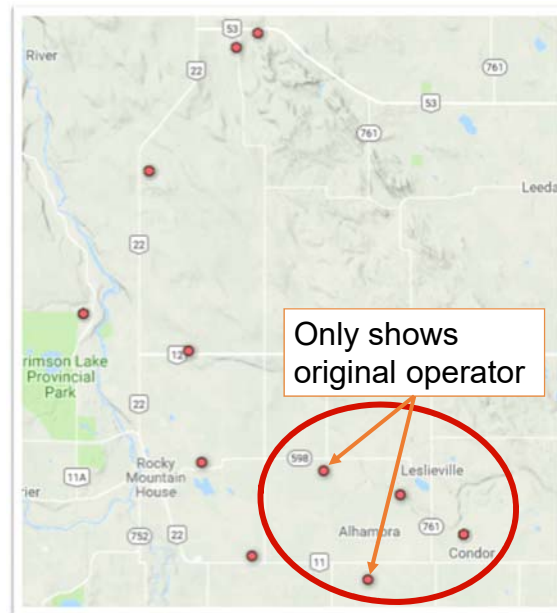 53
River
22
761
53
761
Leeda
22
12
rimson Lake
Provincial
Park
Only shows
original operator
22
598
Rocky
Mountain
House
11A
Leslieville
rier
Alhambra
761
752
22
Condor
11